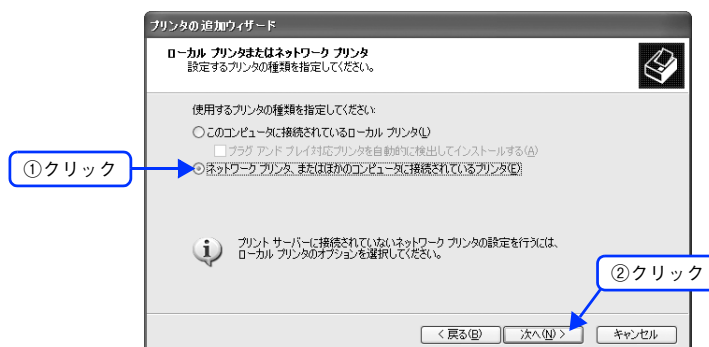 プリンタの追加ウィザード
ローカル プリンタまたはネットワーク プリンタ
設定するプリンタの種類を指定してください。
使用するプリンタの種類を指定してください:
このコンピュータに接続されているローカル プリンタ(L)
プラグ アンド プレイ対応プリンタを自動的に検出してインストールする(A)
①クリック
ネットワーク プリンタ、またはほかのコンピュータに接続されているプリンタ(E)
プリント サーバーに接続されていないネットワーク プリンタの設定を行うには、
ローカル プリンタのオプションを選択してください。
②クリック
< 戻る(B)
次へ(N) >
キャンセル